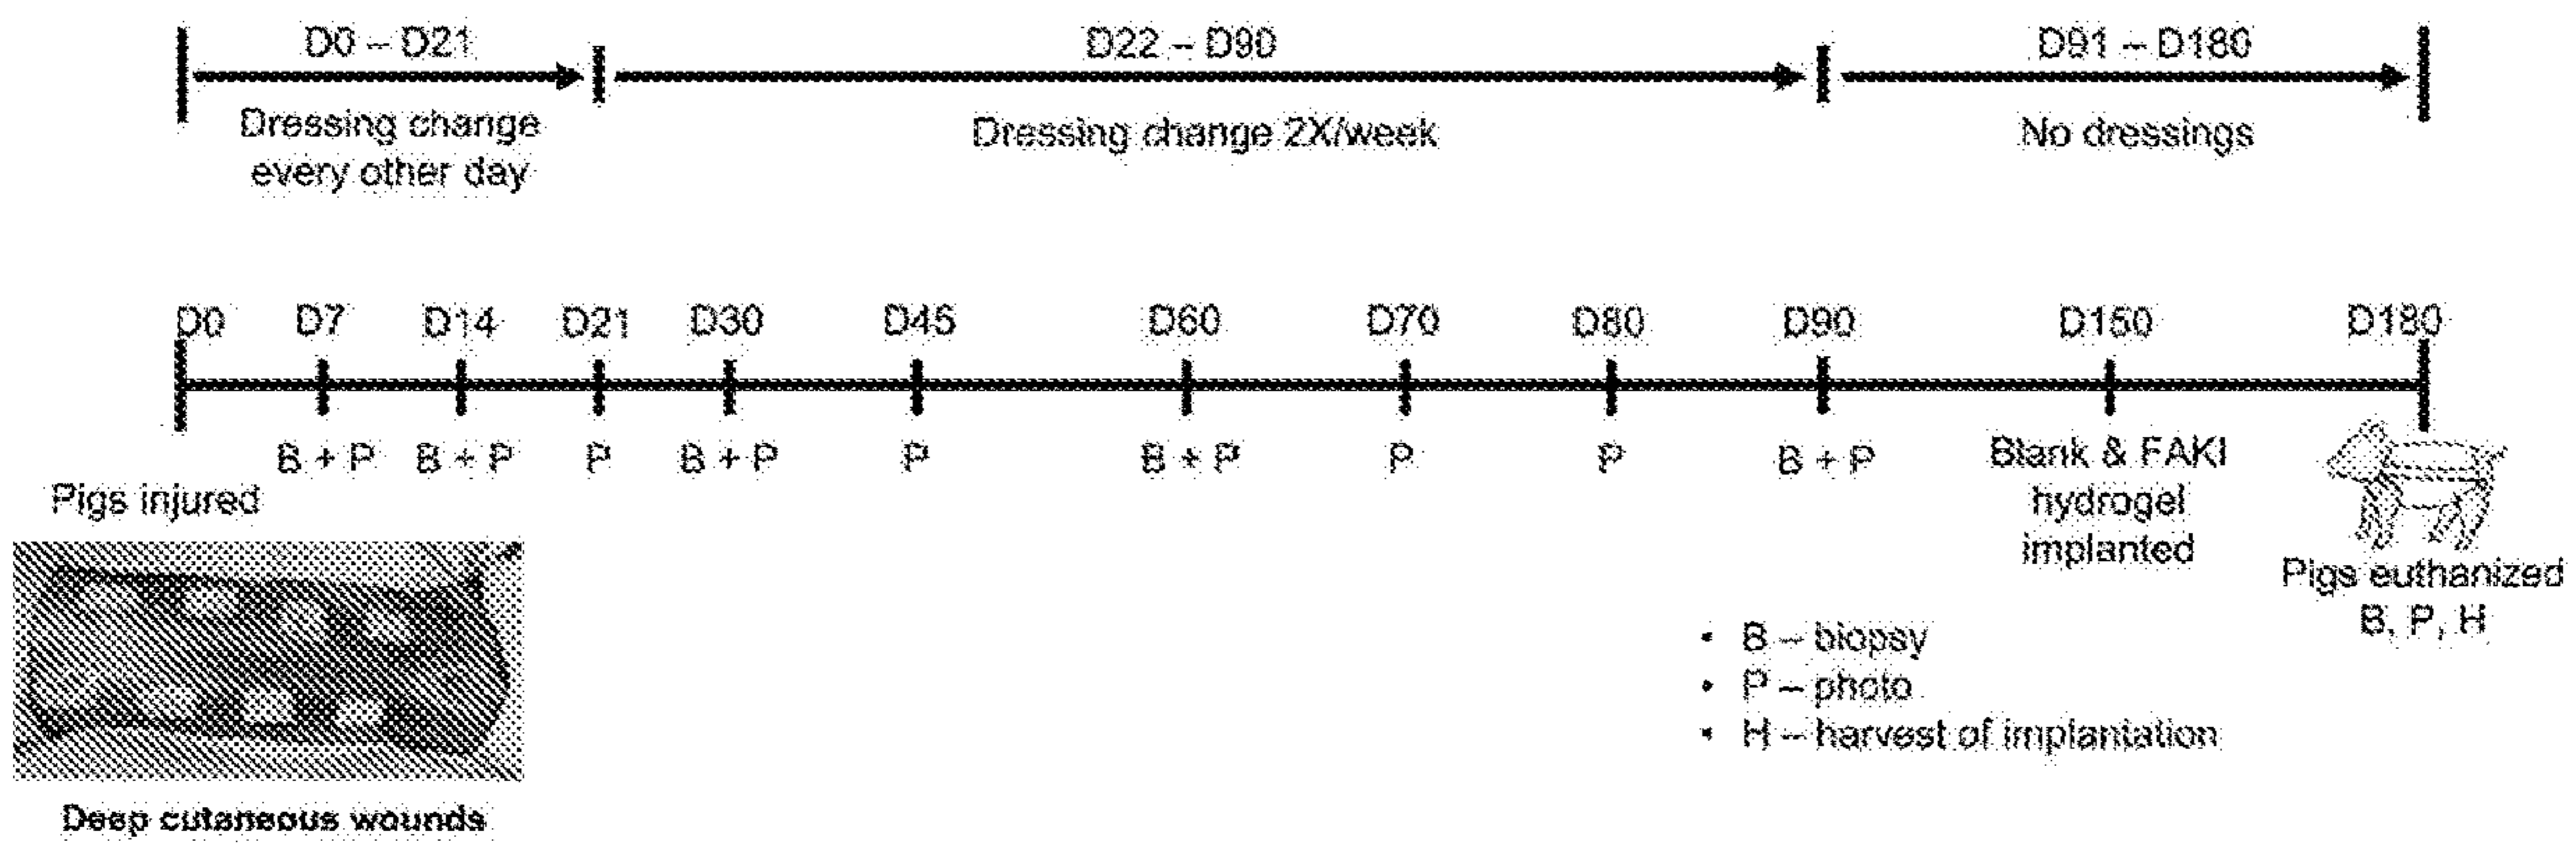 D0 – D21
D22 – D90
D91 – D180
Dressing change
every other day
Dressing change 2X/week
No dressings
D0 D7 D14 D21 D30 D45 D60 D70 D80 D90 D150 D180
B + P B + P P B + P P B + P P P B + P
Blank & FAKI
hydrogel
implanted
Pigs injured
Pigs euthanized
B, P, H
• B – biopsy
• P – photo
• H – harvest of implantation
Deep cutaneous wounds